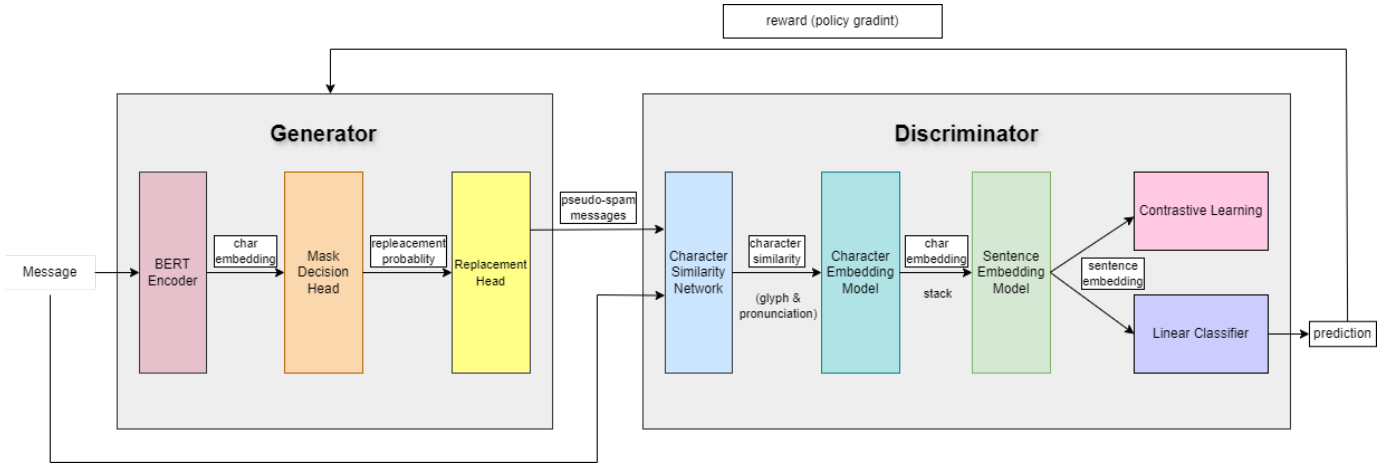 reward (policy gradint)
Generator
Discriminator
Message
BERT
Encoder
char
embedding
Mask
Decision
Head
repleacement
probablity
Replacement
Head
pseudo-spam
messages
Character
Similarity
Network
character
similarity
(glyph &
pronunciation)
Character
Embedding
Model
char
embedding
stack
Sentence
Embedding
Model
sentence
embedding
Contrastive Learning
Linear Classifier
prediction